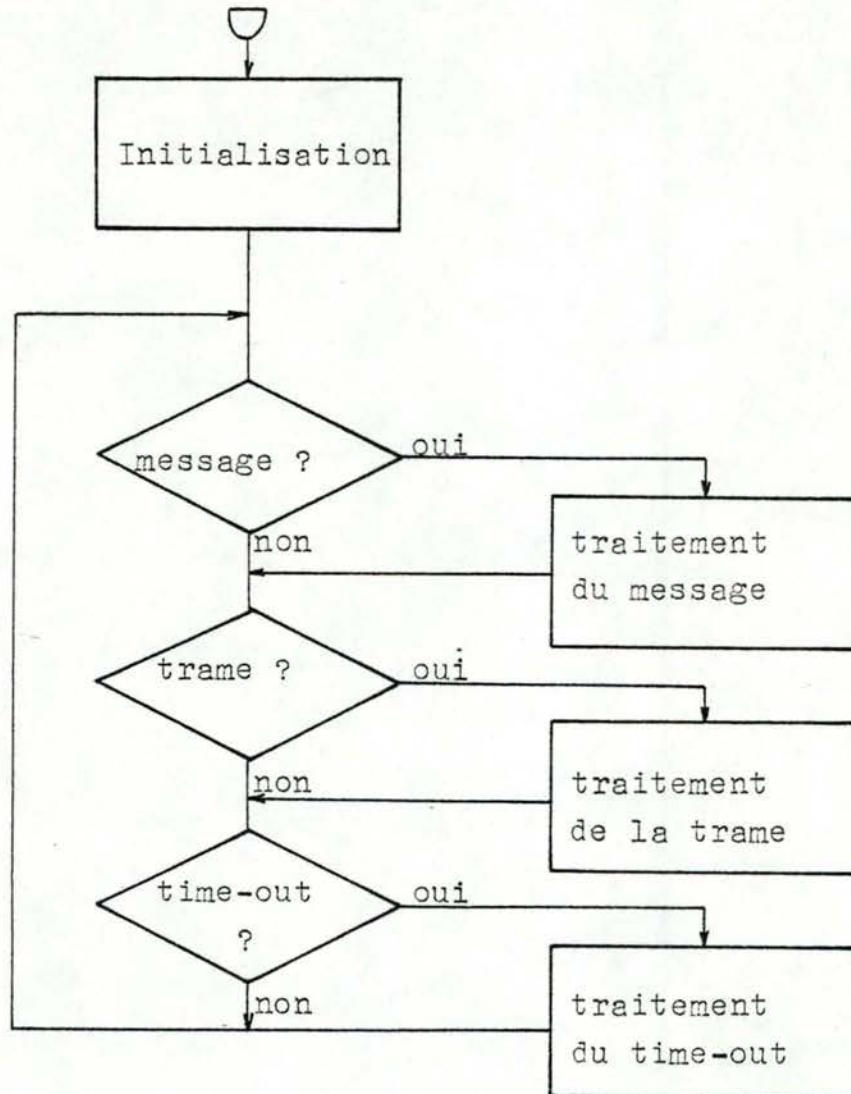 Initialisation
message ?
oui
non
traitement
du message
trame ?
oui
non
traitement
de la trame
time-out
?
oui
non
traitement
du time-out